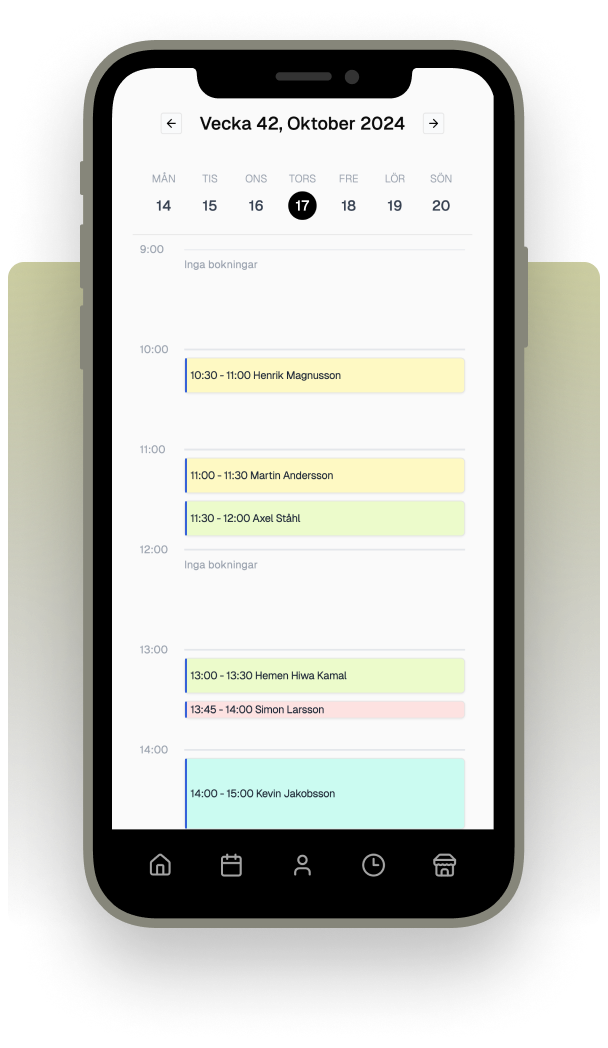 Vecka 42, Oktober 2024
MÅN TIS ONS TORS FRE LÖR SÖN
14 15 16 17 18 19 20
9:00
Inga bokningar
10:00
10:30 - 11:00 Henrik Magnusson
11:00
11:00 - 11:30 Martin Andersson
11:30 - 12:00 Axel Ståhl
12:00
Inga bokningar
13:00
13:00 - 13:30 Hemen Hiwa Kamal
13:45 - 14:00 Simon Larsson
14:00
14:00 - 15:00 Kevin Jakobsson